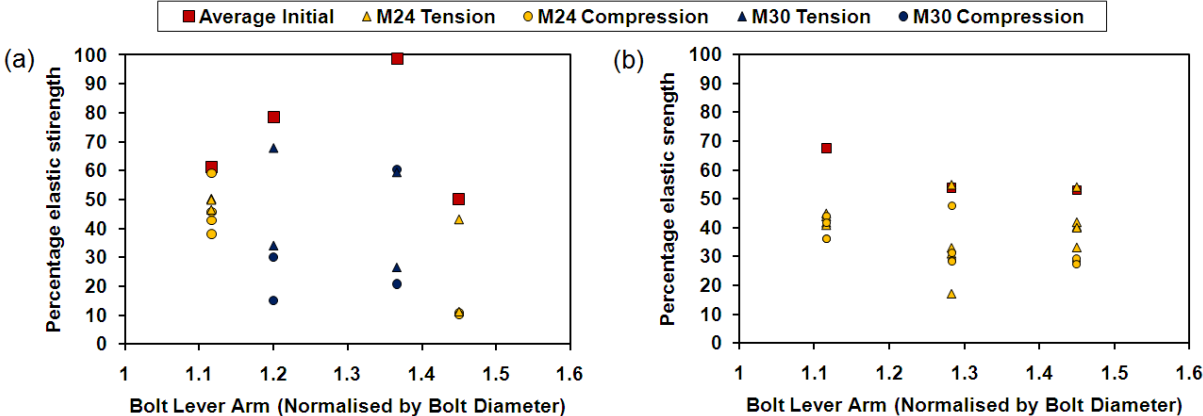 Average Initial M24 Tension M24 Compression M30 Tension M30 Compression
(a)
Percentage elastic stirength
100
90
80
70
60
50
40
30
20
10
0
1 1.1 1.2 1.3 1.4 1.5 1.6
Bolt Lever Arm (Normalised by Bolt Diameter)
(b)
Percentage elastic srength
100
90
80
70
60
50
40
30
20
10
0
1 1.1 1.2 1.3 1.4 1.5 1.6
Bolt Lever Arm (Normalised by Bolt Diameter)